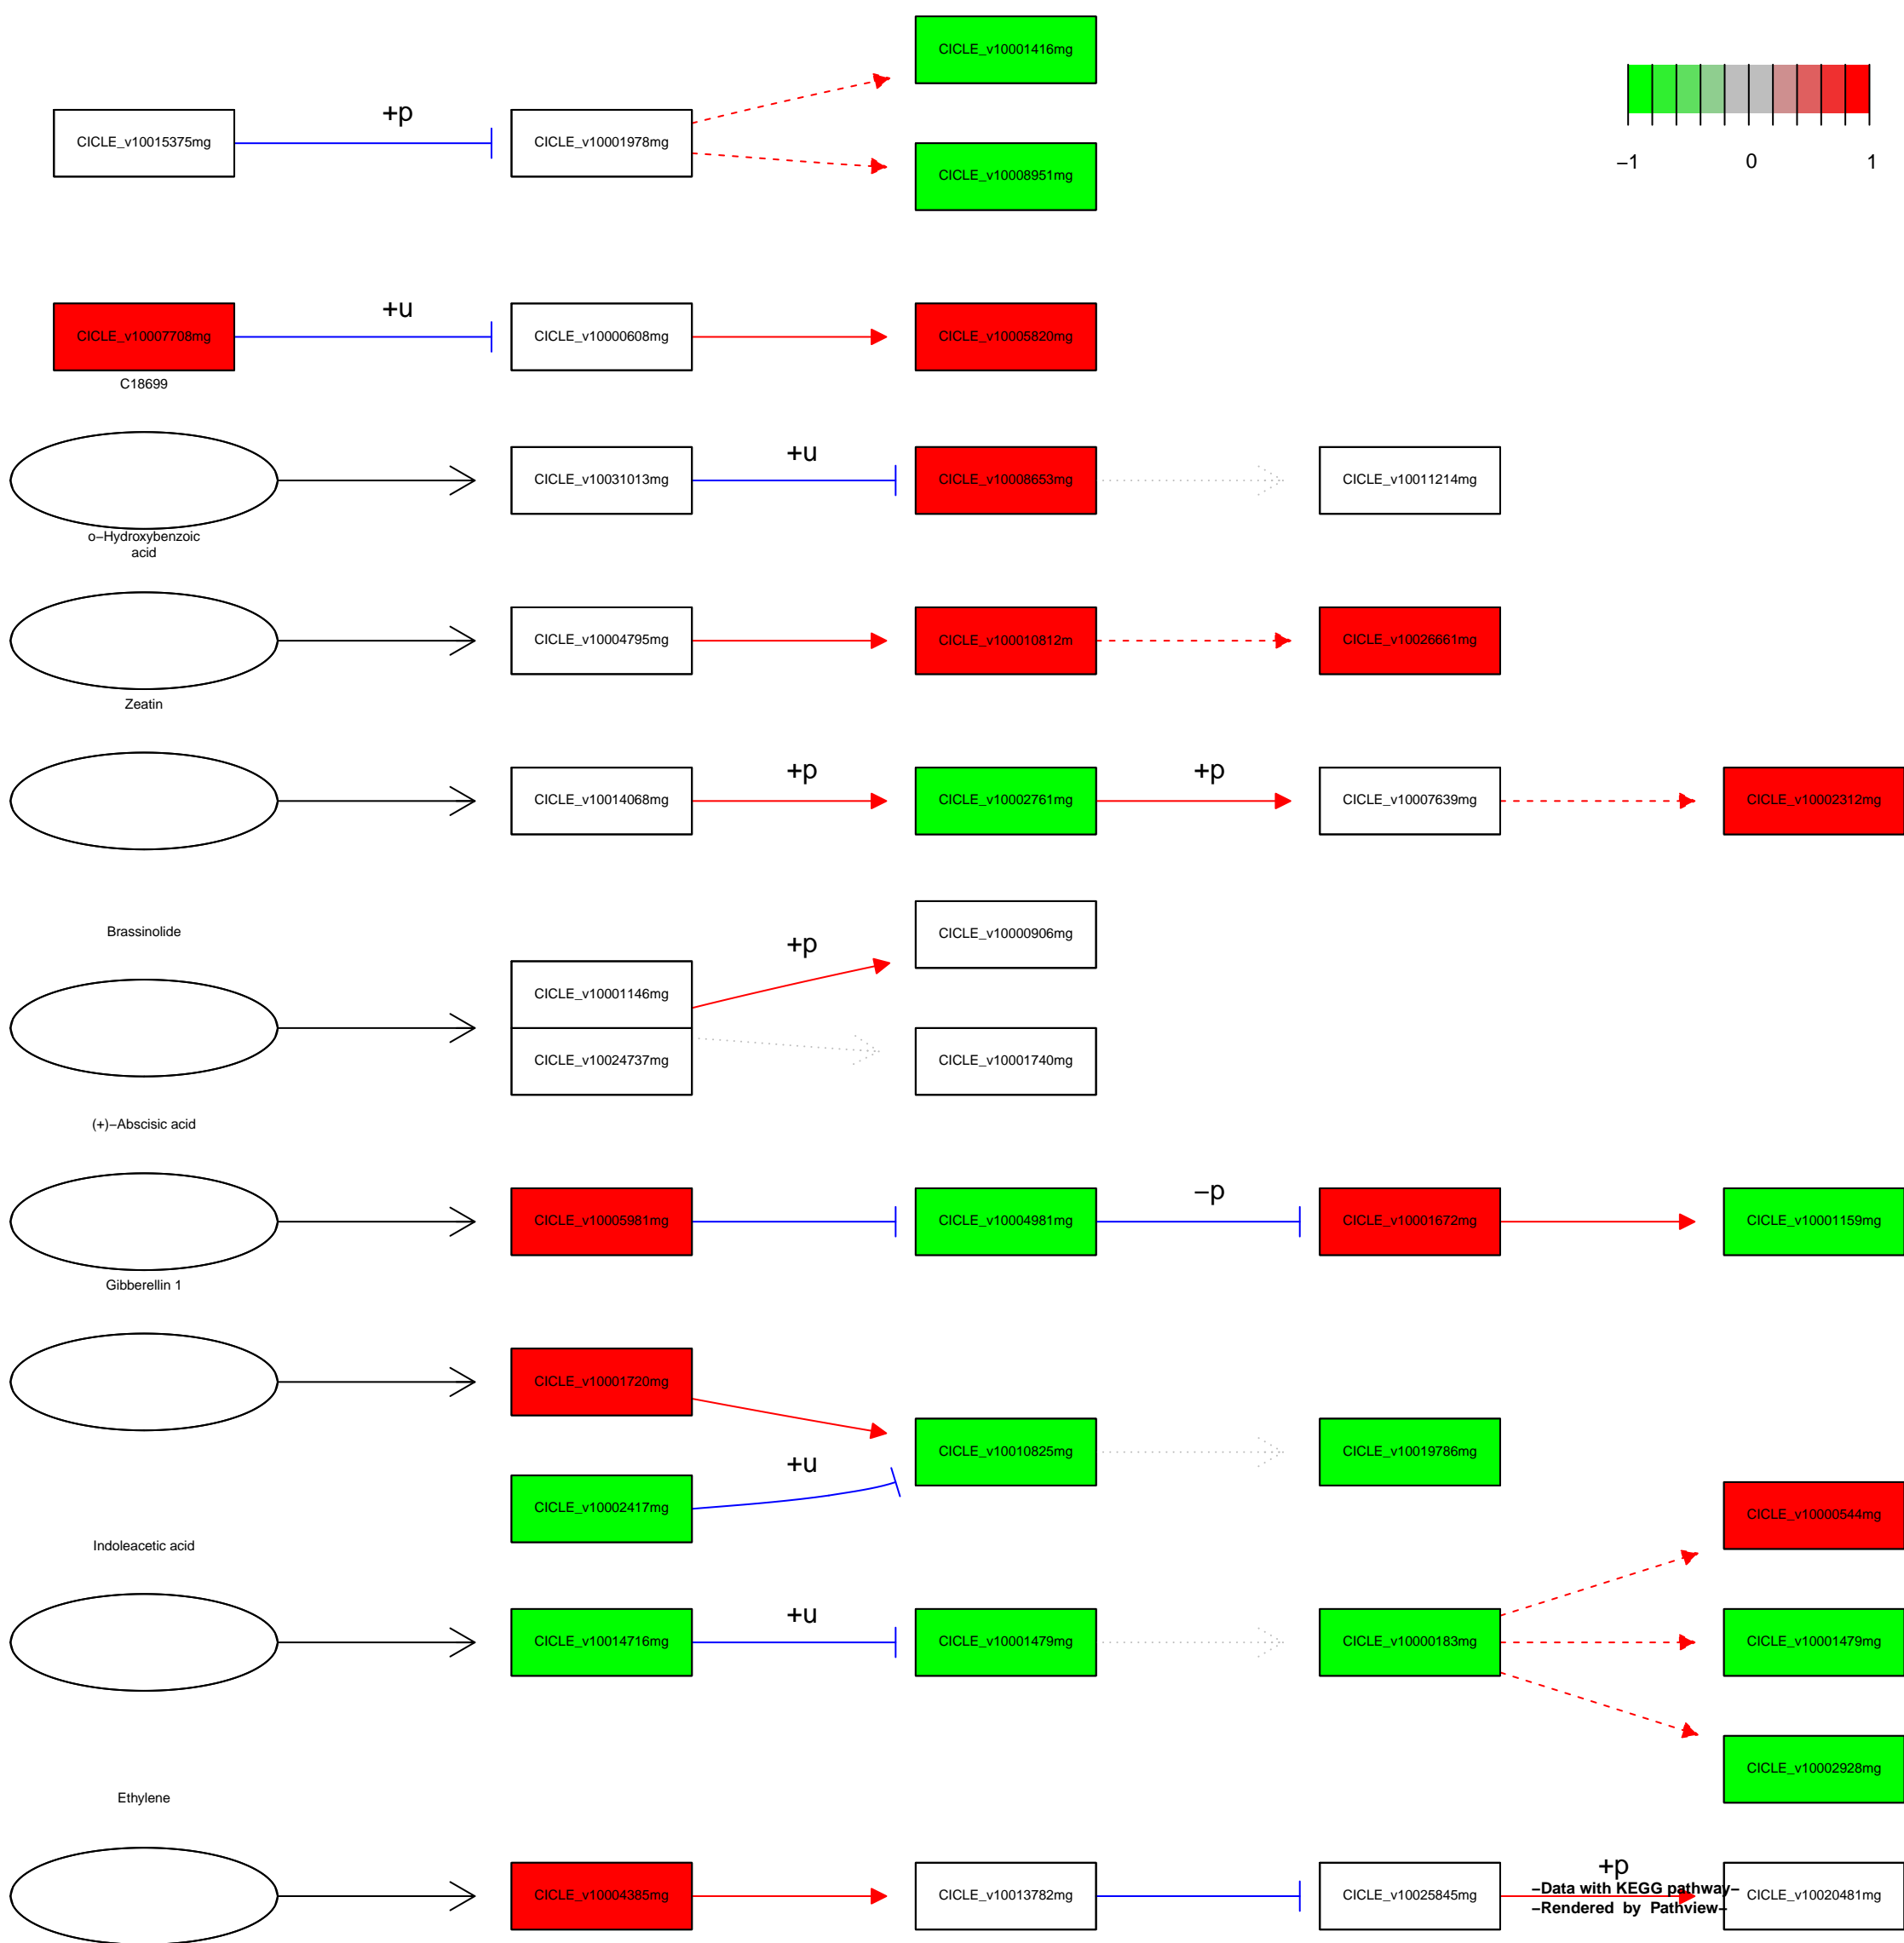 CICLE_v10001416mg
+p
CICLE_v10015375mg
CICLE_v10001978mg
CICLE_v10008951mg
−1 0 1
+u
CICLE_v10007708mg
CICLE_v10000608mg
CICLE_v10005820mg
C18699
+u
CICLE_v10031013mg
CICLE_v10008653mg
CICLE_v10011214mg
o−Hydroxybenzoic
acid
CICLE_v10004795mg
CICLE_v100010812m
CICLE_v10026661mg
Zeatin
+p
+p
CICLE_v10014068mg
CICLE_v10002761mg
CICLE_v10007639mg
CICLE_v10002312mg
Brassinolide
CICLE_v10000906mg
+p
CICLE_v10001146mg
CICLE_v10024737mg
CICLE_v10001740mg
(+)−Abscisic acid
−p
CICLE_v10005981mg
CICLE_v10004981mg
CICLE_v10001672mg
CICLE_v10001159mg
Gibberellin 1
CICLE_v10001720mg
CICLE_v10010825mg
CICLE_v10019786mg
+u
CICLE_v10002417mg
CICLE_v10000544mg
Indoleacetic acid
+u
CICLE_v10014716mg
CICLE_v10001479mg
CICLE_v10000183mg
CICLE_v10001479mg
CICLE_v10002928mg
Ethylene
+p
CICLE_v10004385mg
CICLE_v10013782mg
CICLE_v10025845mg
CICLE_v10020481mg
−Data with KEGG pathway−
−Rendered by Pathview−